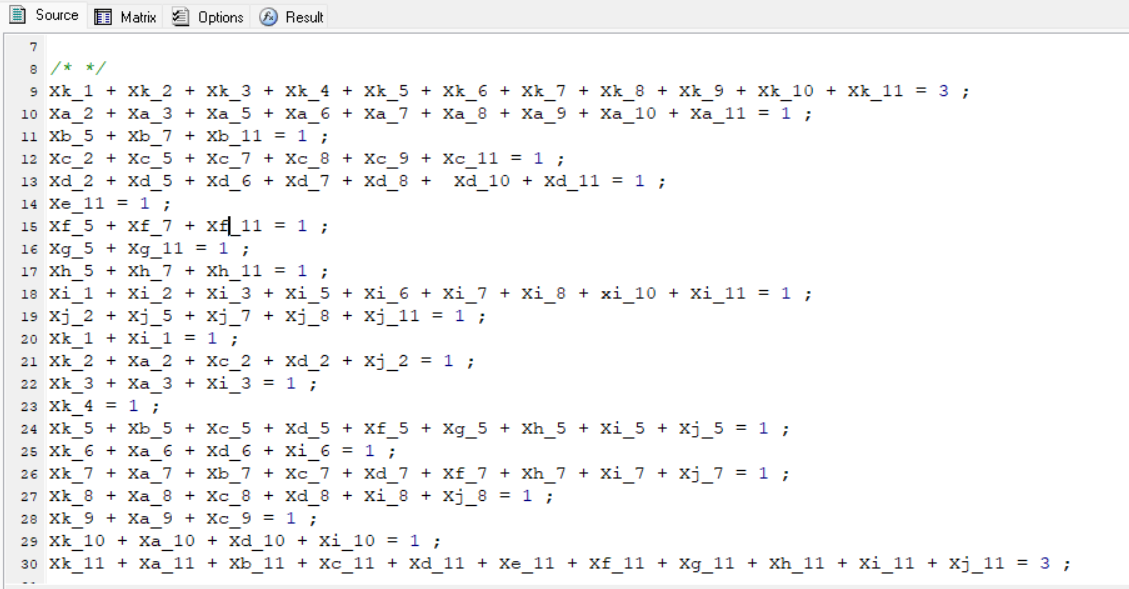 Source Matrix Options Result
7
8 /* */
9 Xk_1 + Xk_2 + Xk_3 + Xk_4 + Xk_5 + Xk_6 + Xk_7 + Xk_8 + Xk_9 + Xk_10 + Xk_11 = 3 ;
10 Xa_2 + Xa_3 + Xa_5 + Xa_6 + Xa_7 + Xa_8 + Xa_9 + Xa_10 + Xa_11 = 1 ;
11 Xb_5 + Xb_7 + Xb_11 = 1 ;
12 Xc_2 + Xc_5 + Xc_7 + Xc_8 + Xc_9 + Xc_11 = 1 ;
13 Xd_2 + Xd_5 + Xd_6 + Xd_7 + Xd_8 +  Xd_10 + Xd_11 = 1 ;
14 Xe_11 = 1 ;
15 Xf_5 + Xf_7 + Xf_11 = 1 ;
16 Xg_5 + Xg_11 = 1 ;
17 Xh_5 + Xh_7 + Xh_11 = 1 ;
18 Xi_1 + Xi_2 + Xi_3 + Xi_5 + Xi_6 + Xi_7 + Xi_8 + xi_10 + Xi_11 = 1 ;
19 Xj_2 + Xj_5 + Xj_7 + Xj_8 + Xj_11 = 1 ;
20 Xk_1 + Xi_1 = 1 ;
21 Xk_2 + Xa_2 + Xc_2 + Xd_2 + Xj_2 = 1 ;
22 Xk_3 + Xa_3 + Xi_3 = 1 ;
23 Xk_4 = 1 ;
24 Xk_5 + Xb_5 + Xc_5 + Xd_5 + Xf_5 + Xg_5 + Xh_5 + Xi_5 + Xj_5 = 1 ;
25 Xk_6 + Xa_6 + Xd_6 + Xi_6 = 1 ;
26 Xk_7 + Xa_7 + Xb_7 + Xc_7 + Xd_7 + Xf_7 + Xh_7 + Xi_7 + Xj_7 = 1 ;
27 Xk_8 + Xa_8 + Xc_8 + Xd_8 + Xi_8 + Xj_8 = 1 ;
28 Xk_9 + Xa_9 + Xc_9 = 1 ;
29 Xk_10 + Xa_10 + Xd_10 + Xi_10 = 1 ;
30 Xk_11 + Xa_11 + Xb_11 + Xc_11 + Xd_11 + Xe_11 + Xf_11 + Xg_11 + Xh_11 + Xi_11 + Xj_11 = 3 ;